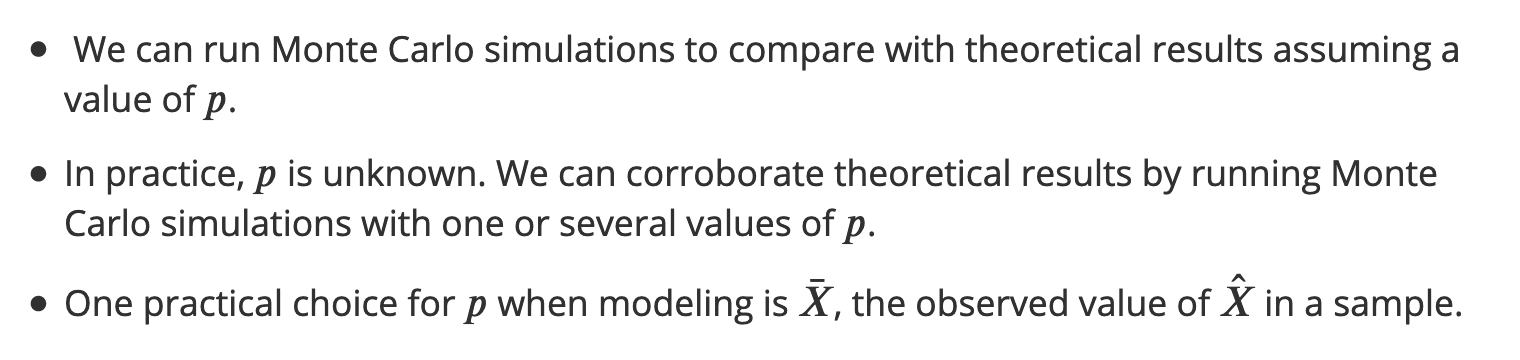 • We can run Monte Carlo simulations to compare with theoretical results assuming a
value of p.
• In practice, p is unknown. We can corroborate theoretical results by running Monte
Carlo simulations with one or several values of p.
• One practical choice for p when modeling is X̄, the observed value of X̂ in a sample.